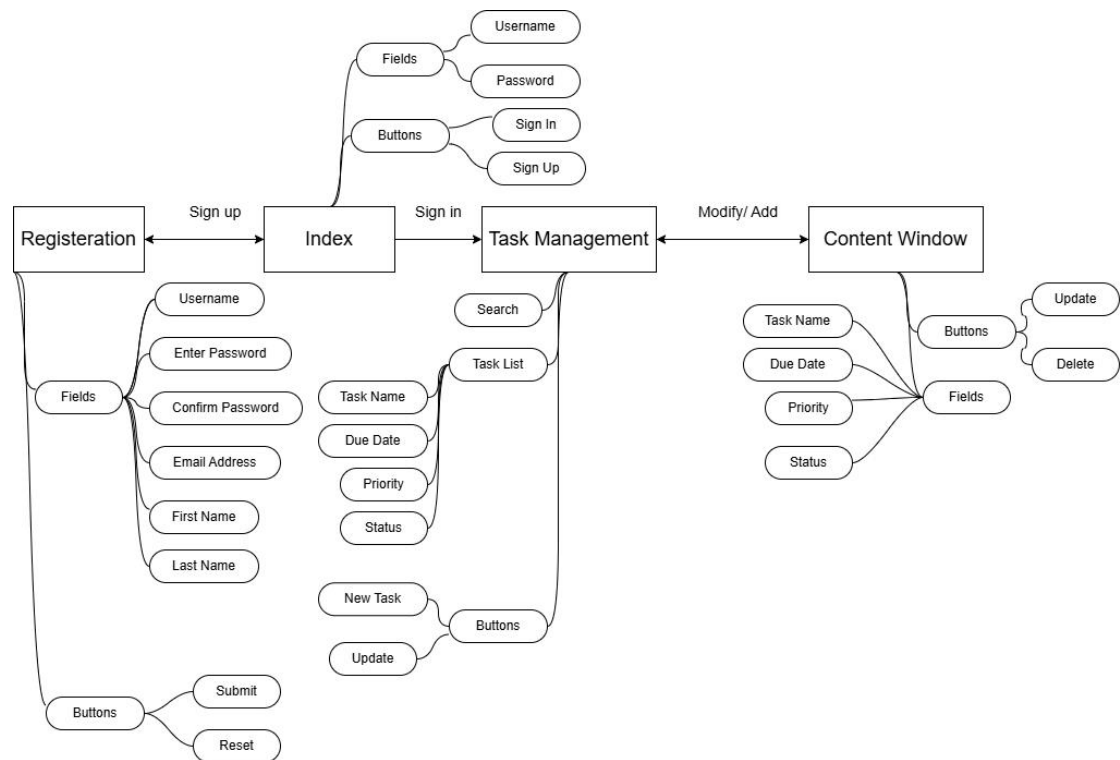 Username
Fields
Password
Sign In
Buttons
Sign Up
Sign up
Sign in
Modify/ Add
Registeration
Index
Task Management
Content Window
Username
Enter Password
Fields
Confirm Password
Email Address
First Name
Last Name
Buttons
Submit
Reset
Search
Task List
Task Name
Due Date
Priority
Status
New Task
Buttons
Update
Update
Buttons
Delete
Task Name
Due Date
Fields
Priority
Status